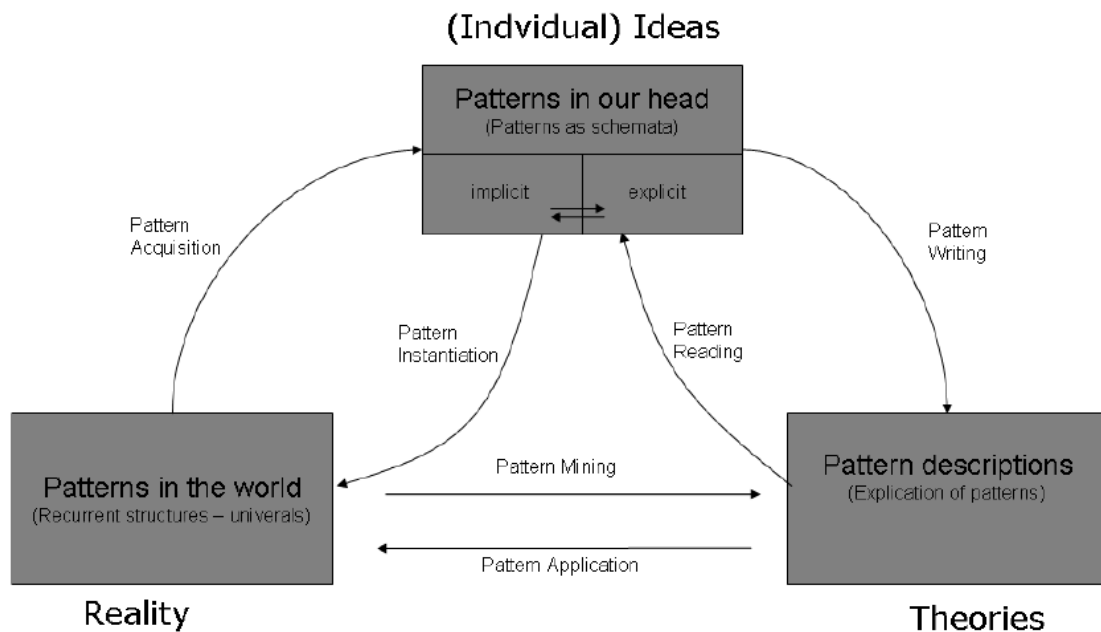 (Indvidual) Ideas
Patterns in our head
(Patterns as schemata)
implicit
explicit
Pattern
Acquisition
Pattern
Writing
Pattern
Instantiation
Pattern
Reading
Patterns in the world
(Recurrent structures – univerals)
Pattern Mining
Pattern descriptions
(Explication of patterns)
Pattern Application
Reality
Theories